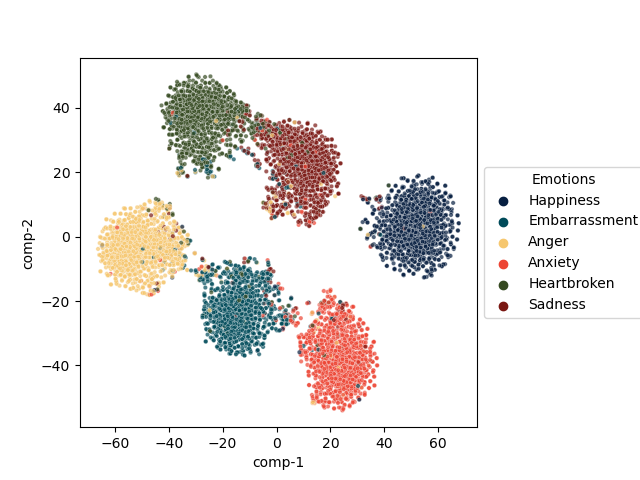 40
20
0
−20
−40
comp-2
−60
−40
−20
0
20
40
60
comp-1
Emotions
Happiness
Embarrassment
Anger
Anxiety
Heartbroken
Sadness